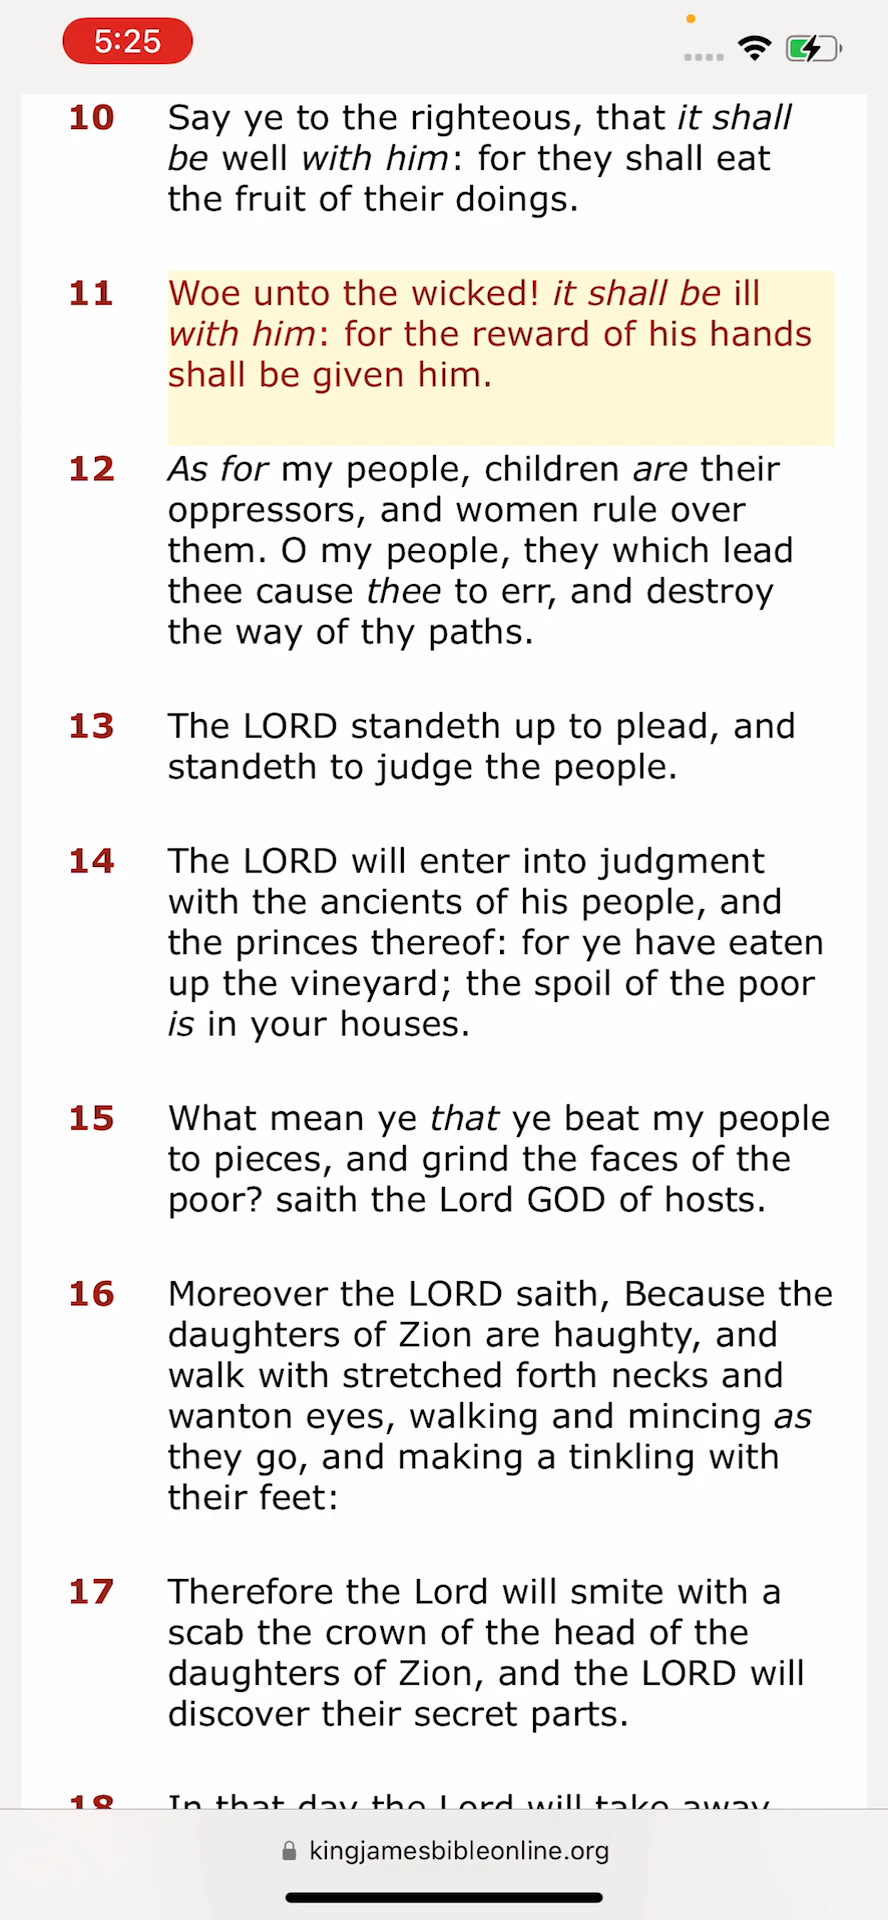 5:25
10 Say ye to the righteous, that it shall
be well with him: for they shall eat
the fruit of their doings.
11 Woe unto the wicked! it shall be ill
with him: for the reward of his hands
shall be given him.
12 As for my people, children are their
oppressors, and women rule over
them. O my people, they which lead
thee cause thee to err, and destroy
the way of thy paths.
13 The LORD standeth up to plead, and
standeth to judge the people.
14 The LORD will enter into judgment
with the ancients of his people, and
the princes thereof: for ye have eaten
up the vineyard; the spoil of the poor
is in your houses.
15 What mean ye that ye beat my people
to pieces, and grind the faces of the
poor? saith the Lord GOD of hosts.
16 Moreover the LORD saith, Because the
daughters of Zion are haughty, and
walk with stretched forth necks and
wanton eyes, walking and mincing as
they go, and making a tinkling with
their feet:
17 Therefore the Lord will smite with a
scab the crown of the head of the
daughters of Zion, and the LORD will
discover their secret parts.
18 In that day the Lord will take away
kingjamesbibleonline.org